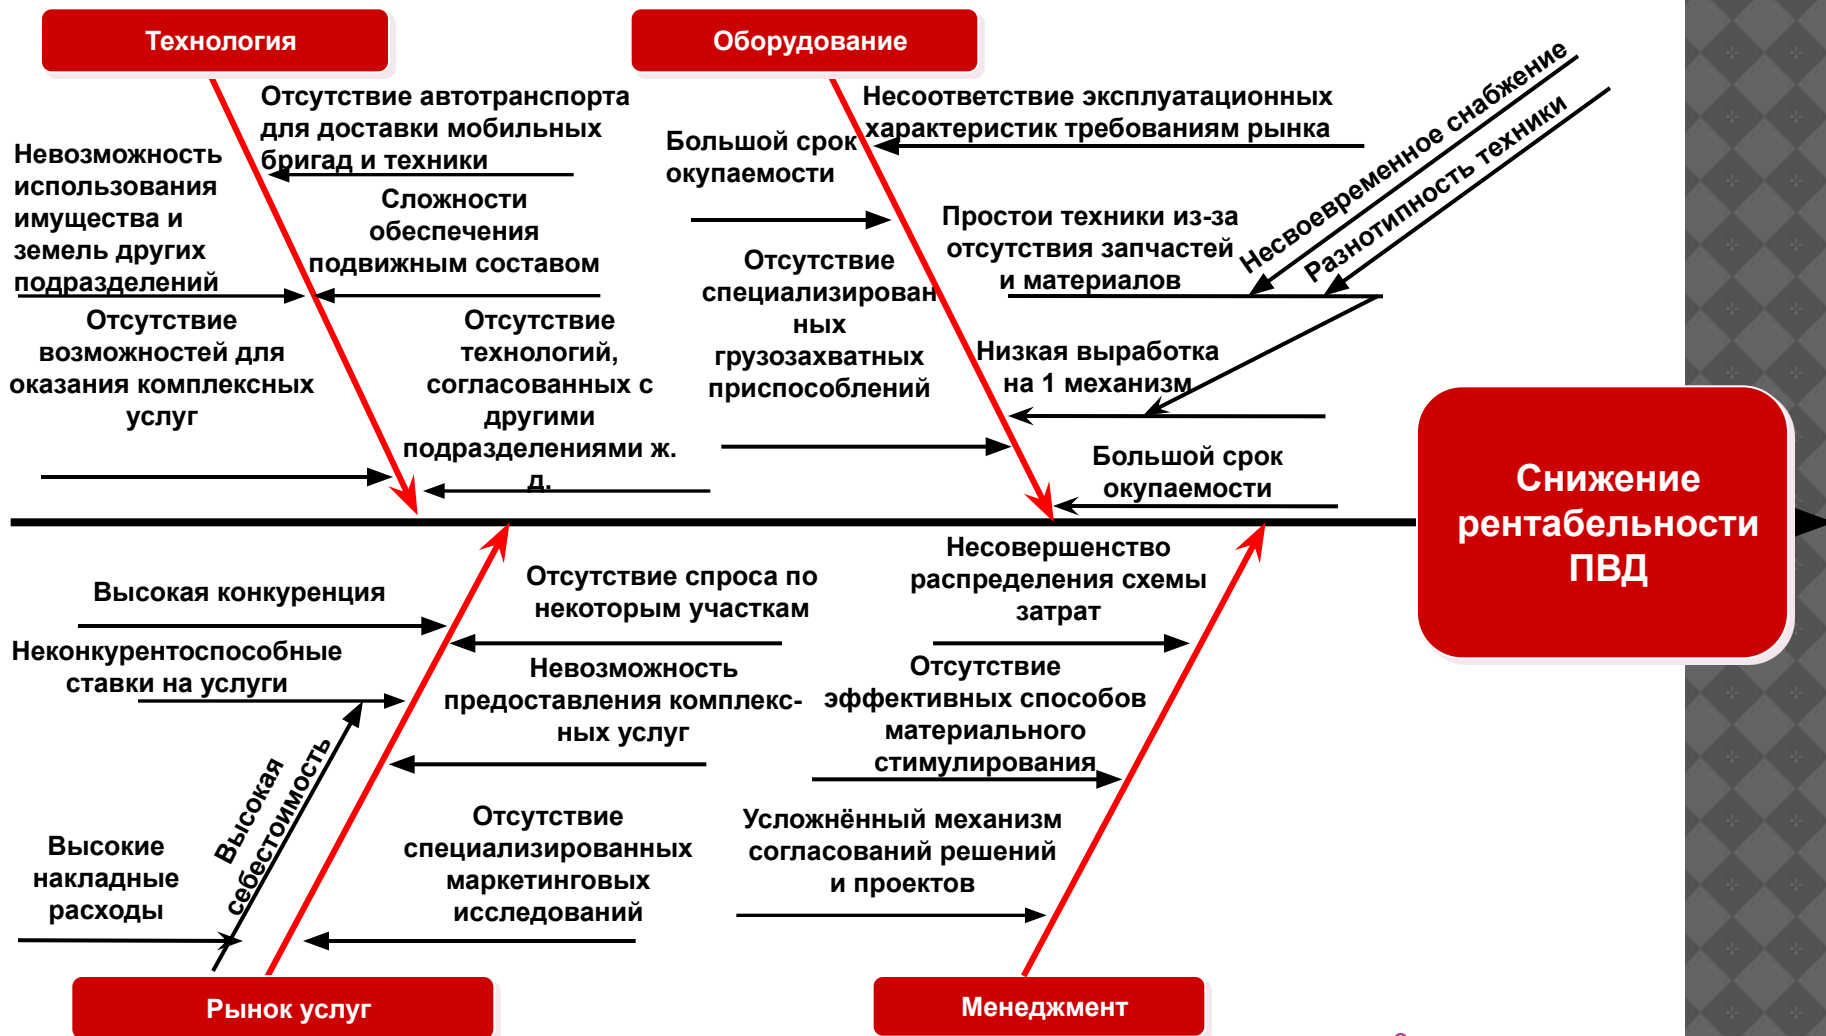 Технология
Оборудование
Отсутствие автотранспорта
для доставки мобильных
бригад и техники
Невозможность
использования
имущества и
земель других
подразделений
Сложности
обеспечения
подвижным составом
Отсутствие
возможностей для
оказания комплексных
услуг
Отсутствие
технологий,
согласованных с
другими
подразделениями ж.
д.
Несоответствие эксплуатационных
характеристик требованиям рынка
Большой срок
окупаемости
Простои техники из-за
отсутствия запчастей
и материалов
Несвоевременное снабжение
Разнотипность техники
Отсутствие
специализирован
ных
грузозахватных
приспособлений
Низкая выработка
на 1 механизм
Большой срок
окупаемости
Снижение
рентабельности
ПВД
Высокая конкуренция
Отсутствие спроса по
некоторым участкам
Неконкурентоспособные
ставки на услуги
Невозможность
предоставления комплекс-
ных услуг
Высокая
себестоимость
Высокие
накладные
расходы
Отсутствие
специализированных
маркетинговых
исследований
Несовершенство
распределения схемы
затрат
Отсутствие
эффективных способов
материального
стимулирования
Усложнённый механизм
согласований решений
и проектов
Рынок услуг
Менеджмент